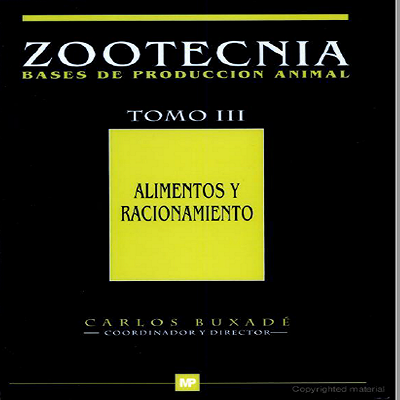 ZOOTECNIA
BASES DE PRODUCCION ANIMAL
TOMO III
ALIMENTOS Y
RACIONAMIENTO
CARLOS BUXADÉ
COORDINADOR Y DIRECTOR
MP
Copyrighted material